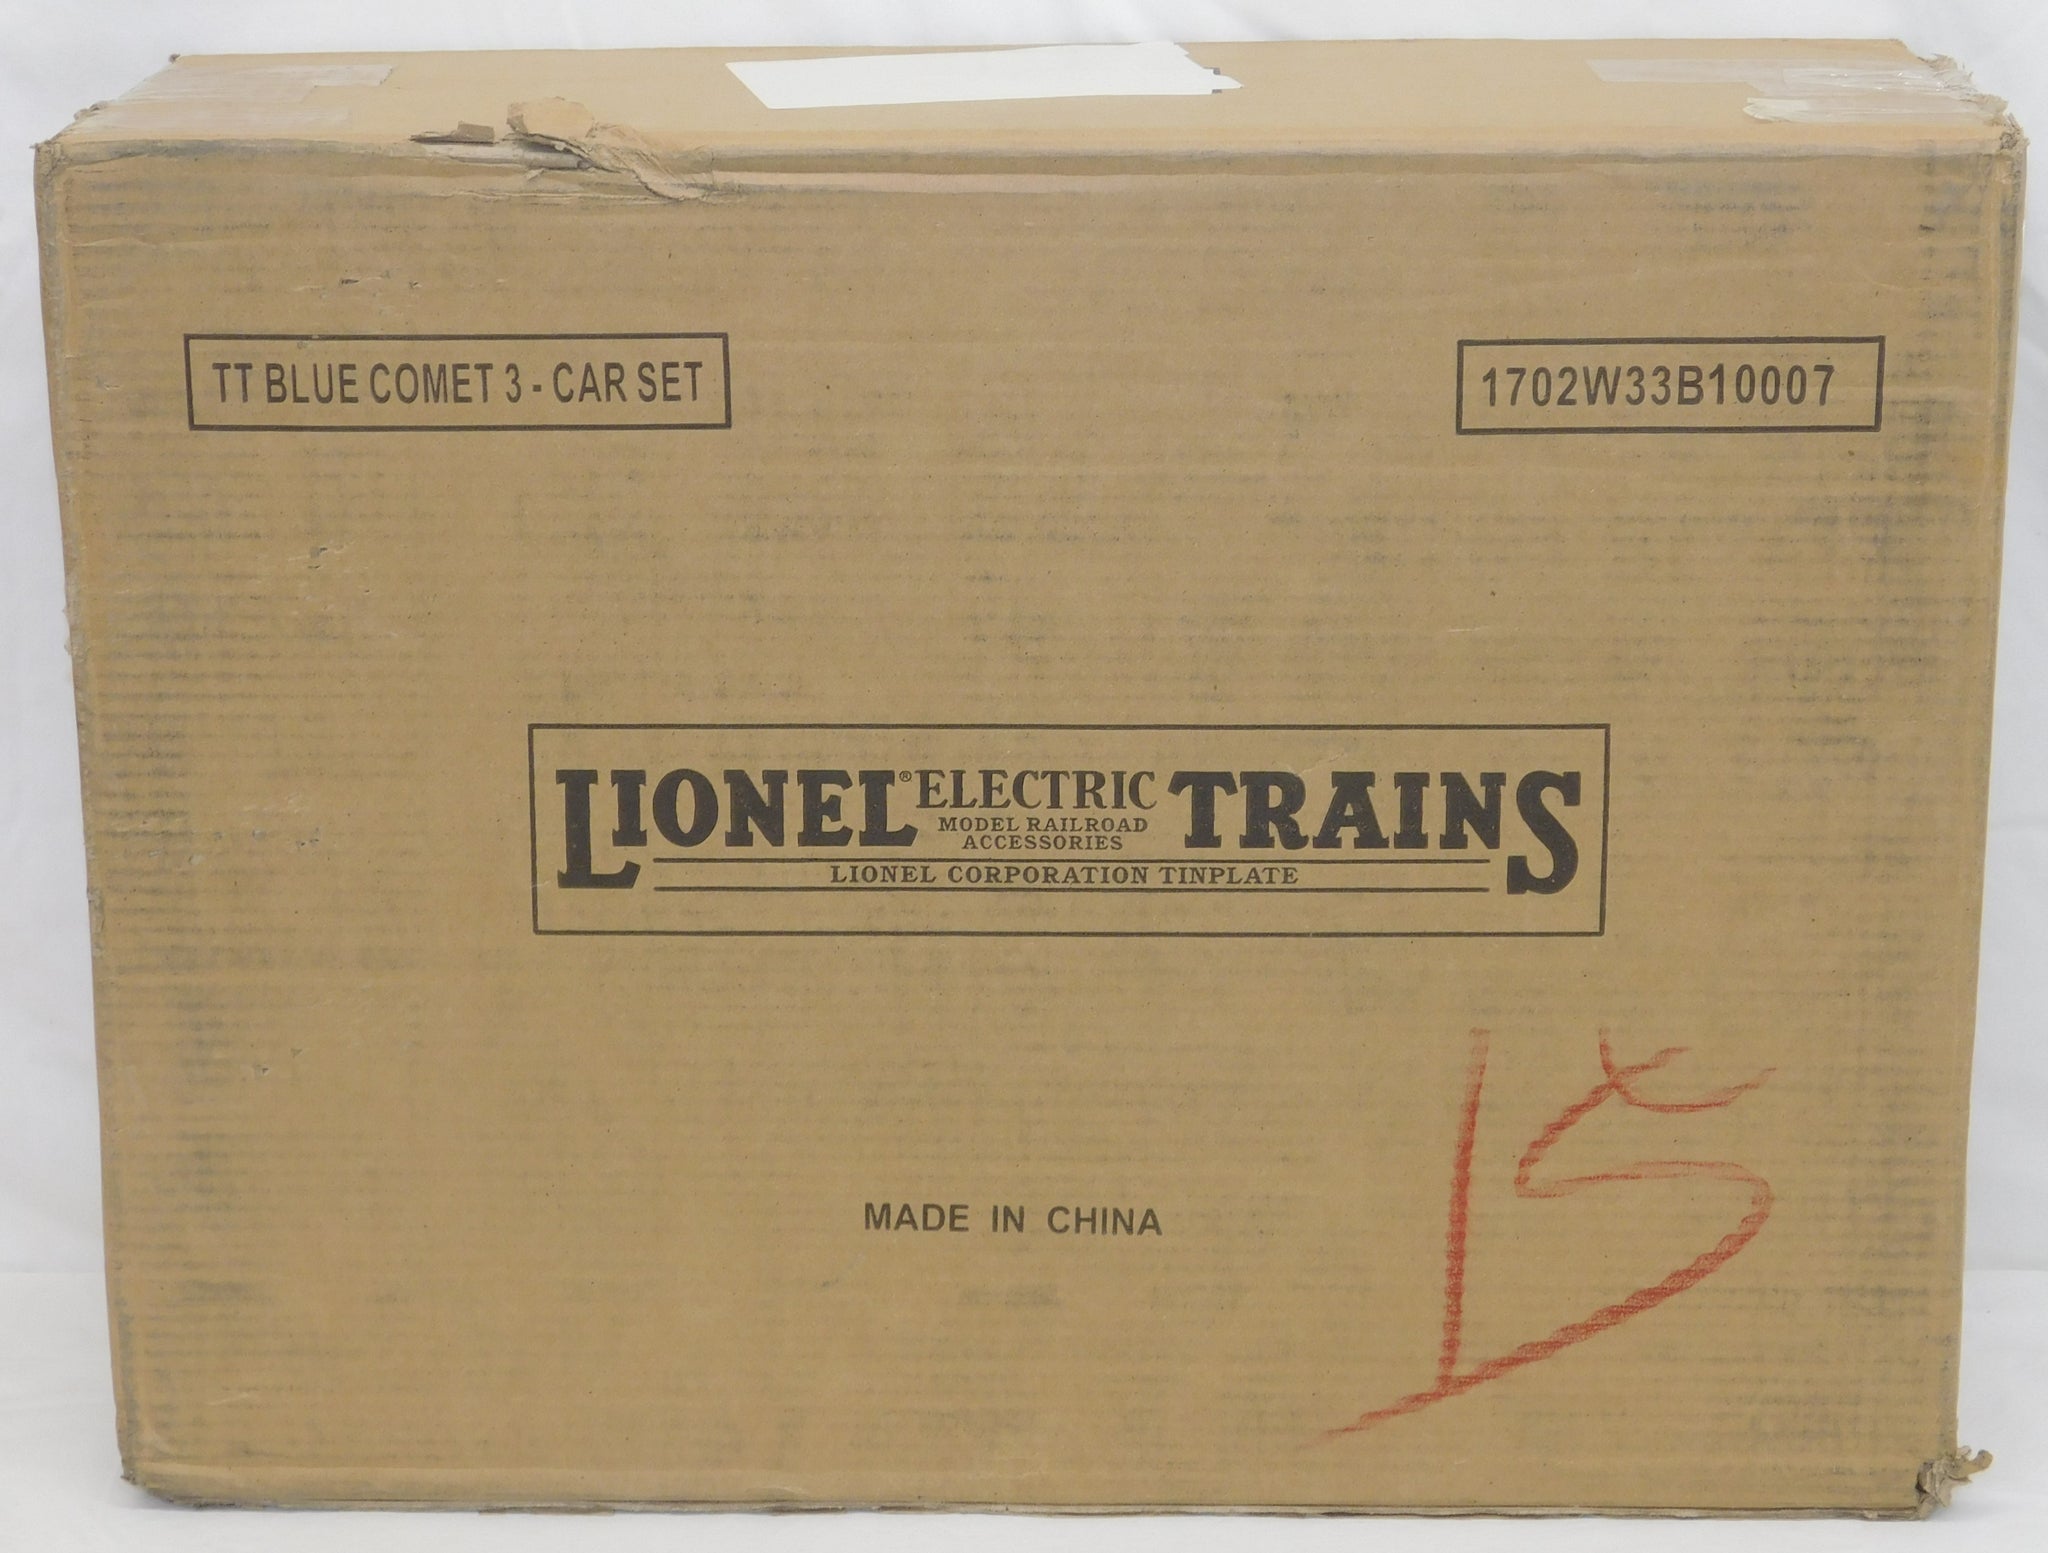 TT BLUE COMET 3 - CAR SET
1702W33B10007
LIONEL® ELECTRIC TRAINS
MODEL RAILROAD
ACCESSORIES
LIONEL CORPORATION TINPLATE
MADE IN CHINA
15